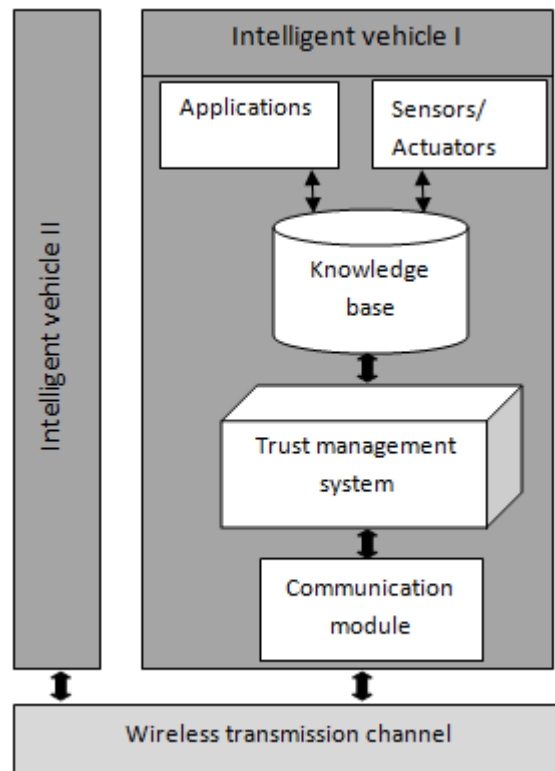 Intelligent vehicle I
Applications
Sensors/
Actuators
Knowledge
base
Trust management
system
Communication
module
Intelligent vehicle II
Wireless transmission channel